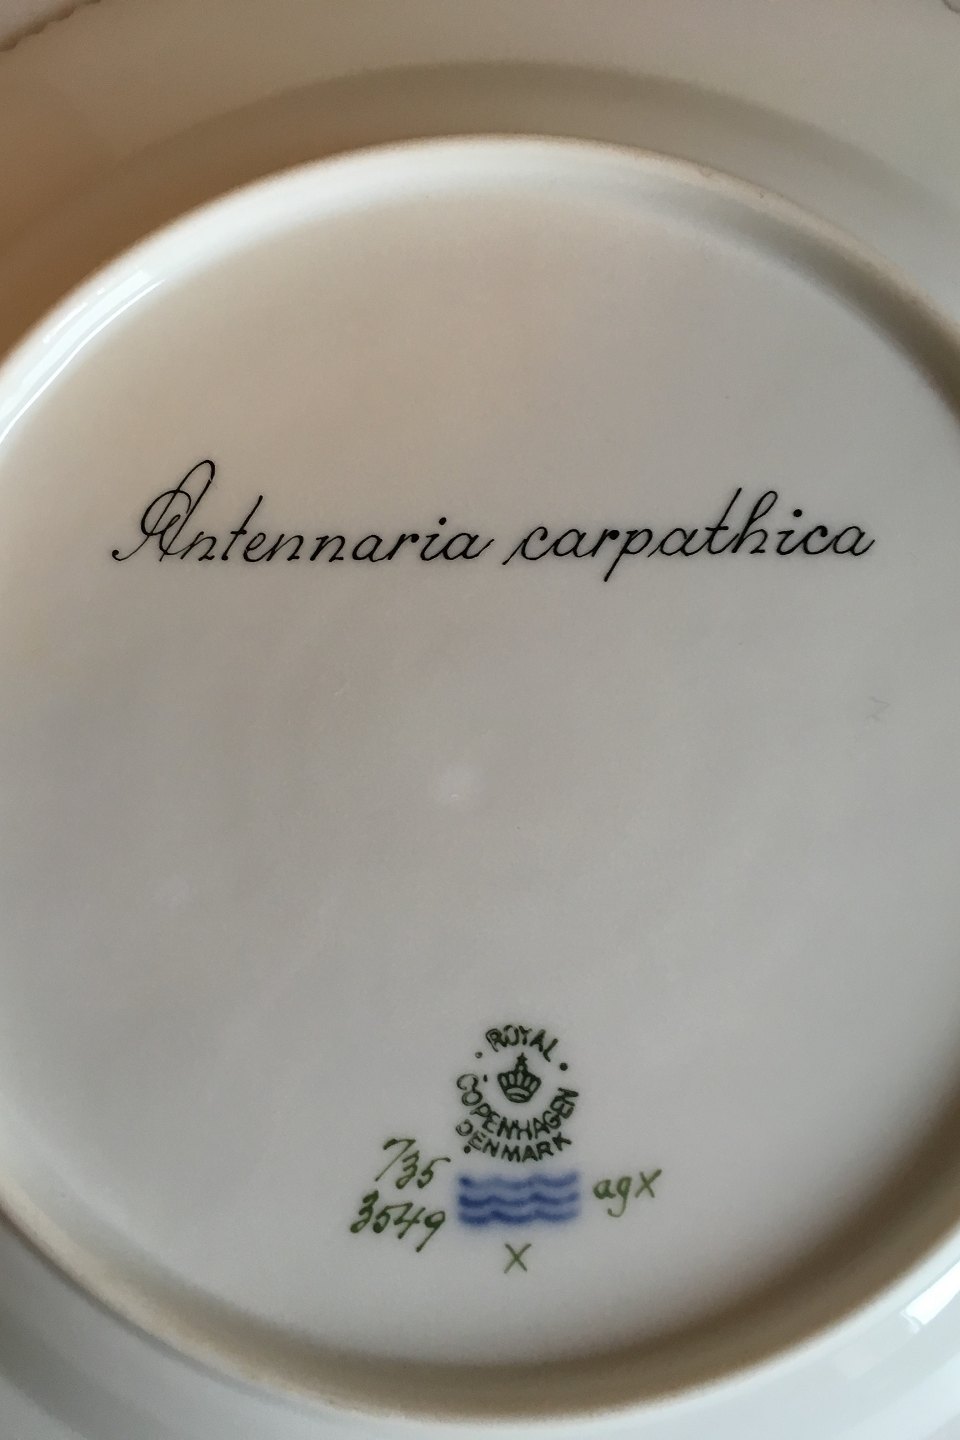 Antennaria carpathica
ROYAL
COPENHAGEN
DENMARK
735
3549
agX
X